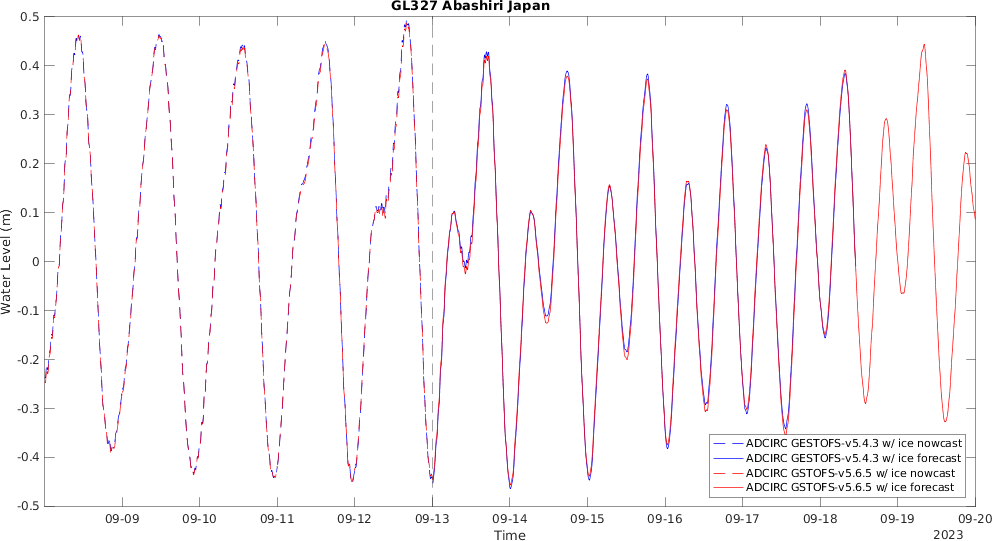 GL327 Abashiri Japan
0.5
0.4
0.3
0.2
0.1
0
-0.1
-0.2
-0.3
-0.4
-0.5
Water Level (m)
ADCIRC GESTOFS-v5.4.3 w/ ice nowcast
ADCIRC GESTOFS-v5.4.3 w/ ice forecast
ADCIRC GSTOFS-v5.6.5 w/ ice nowcast
ADCIRC GSTOFS-v5.6.5 w/ ice forecast
09-09 09-10 09-11 09-12 09-13 09-14 09-15 09-16 09-17 09-18 09-19 09-20
Time
2023